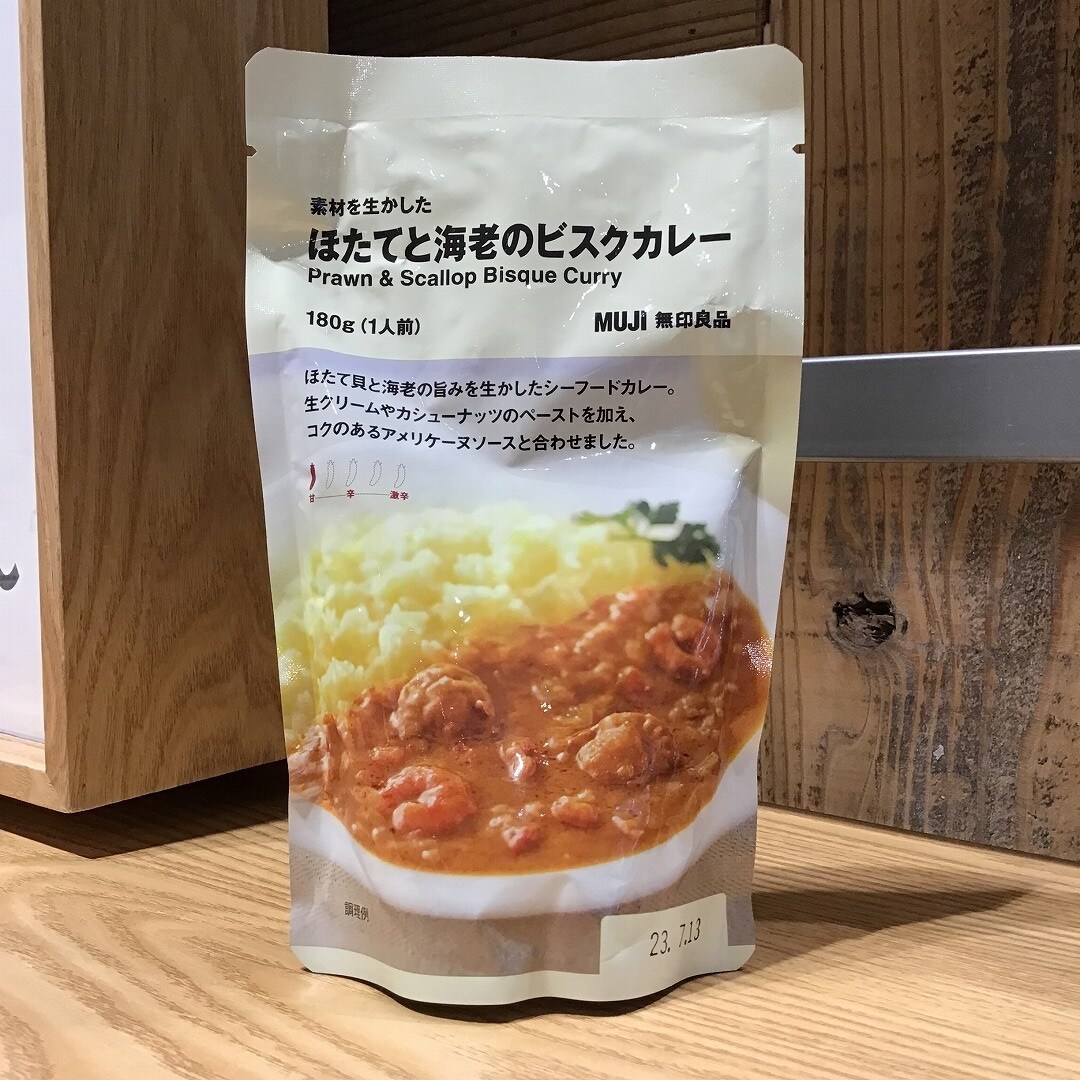 素材を生かした
ほたてと海老のビスクカレー
Prawn & Scallop Bisque Curry
180g(1人前)
MUJI 無印良品
ほたて貝と海老の旨みを生かしたシーフードカレー。
生クリームやカシューナッツのペーストを加え、
コクのあるアメリケーヌソースと合わせました。
甘 辛 激辛
調理例
23. 7.13